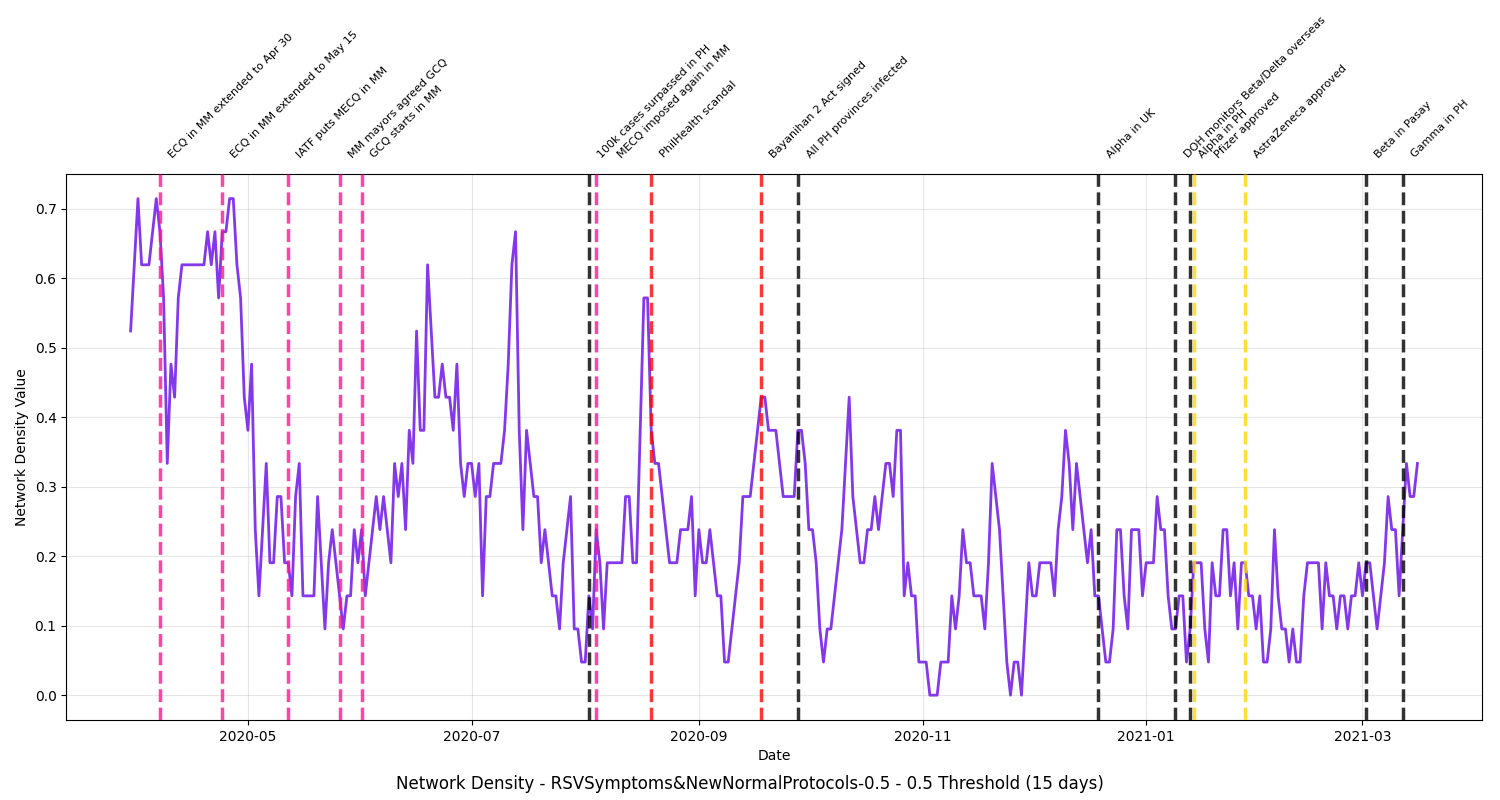 ECQ in MM extended to Apr 30
ECQ in MM extended to May 15
IATF puts MECQ in MM
MM mayors agreed GCQ
GCQ starts in MM
100k cases surpassed in PH
MECQ imposed again in MM
PhilHealth scandal
Bayanihan 2 Act signed
All PH provinces infected
Alpha in UK
DOH monitors Beta/Delta overseas
Alpha in PH
Pfizer approved
AstraZeneca approved
Beta in Pasay
Gamma in PH
Network Density Value
0.7
0.6
0.5
0.4
0.3
0.2
0.1
0.0
2020-05
2020-07
2020-09
2020-11
2021-01
2021-03
Date
Network Density - RSVSymptoms&NewNormalProtocols-0.5 - 0.5 Threshold (15 days)